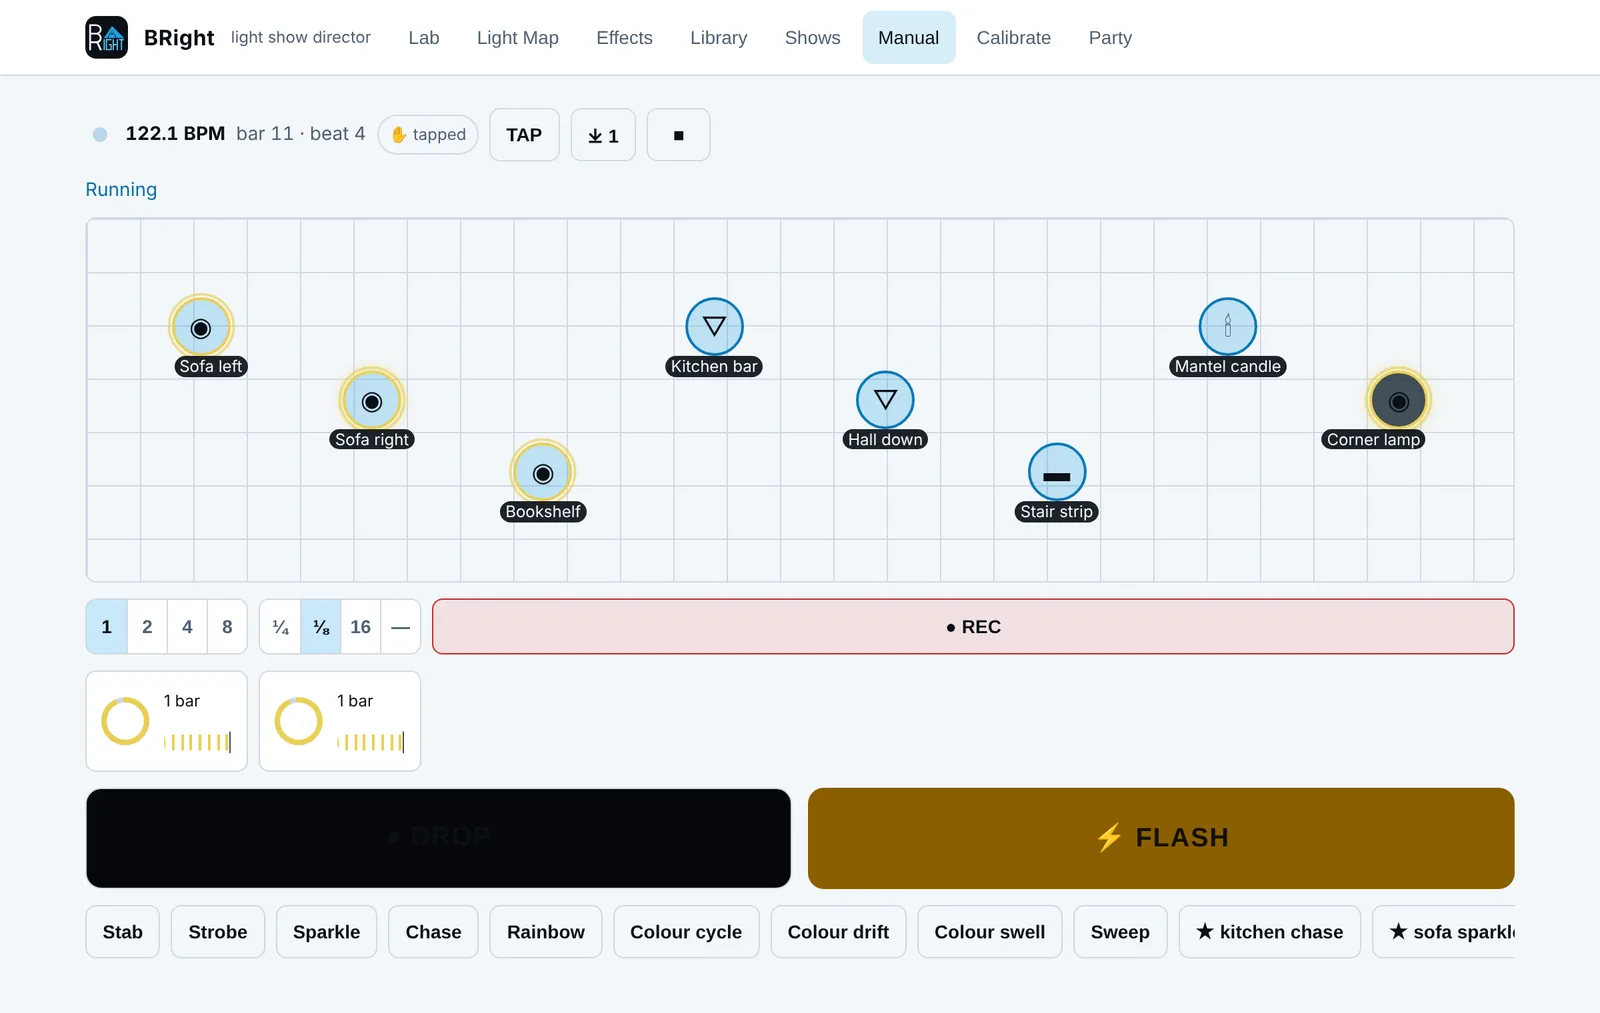 BRIGHT BRight light show director Lab Light Map Effects Library Shows Manual Calibrate Party
122.1 BPM bar 11 · beat 4 ✋ tapped TAP ↓ 1 ■
Running
Sofa left
Kitchen bar
Mantel candle
Sofa right
Hall down
Corner lamp
Bookshelf
Stair strip
1 2 4 8 ¼ ⅛ 16 — ● REC
1 bar
1 bar
● DROP
⚡ FLASH
Stab Strobe Sparkle Chase Rainbow Colour cycle Colour drift Colour swell Sweep ★ kitchen chase ★ sofa sparkle